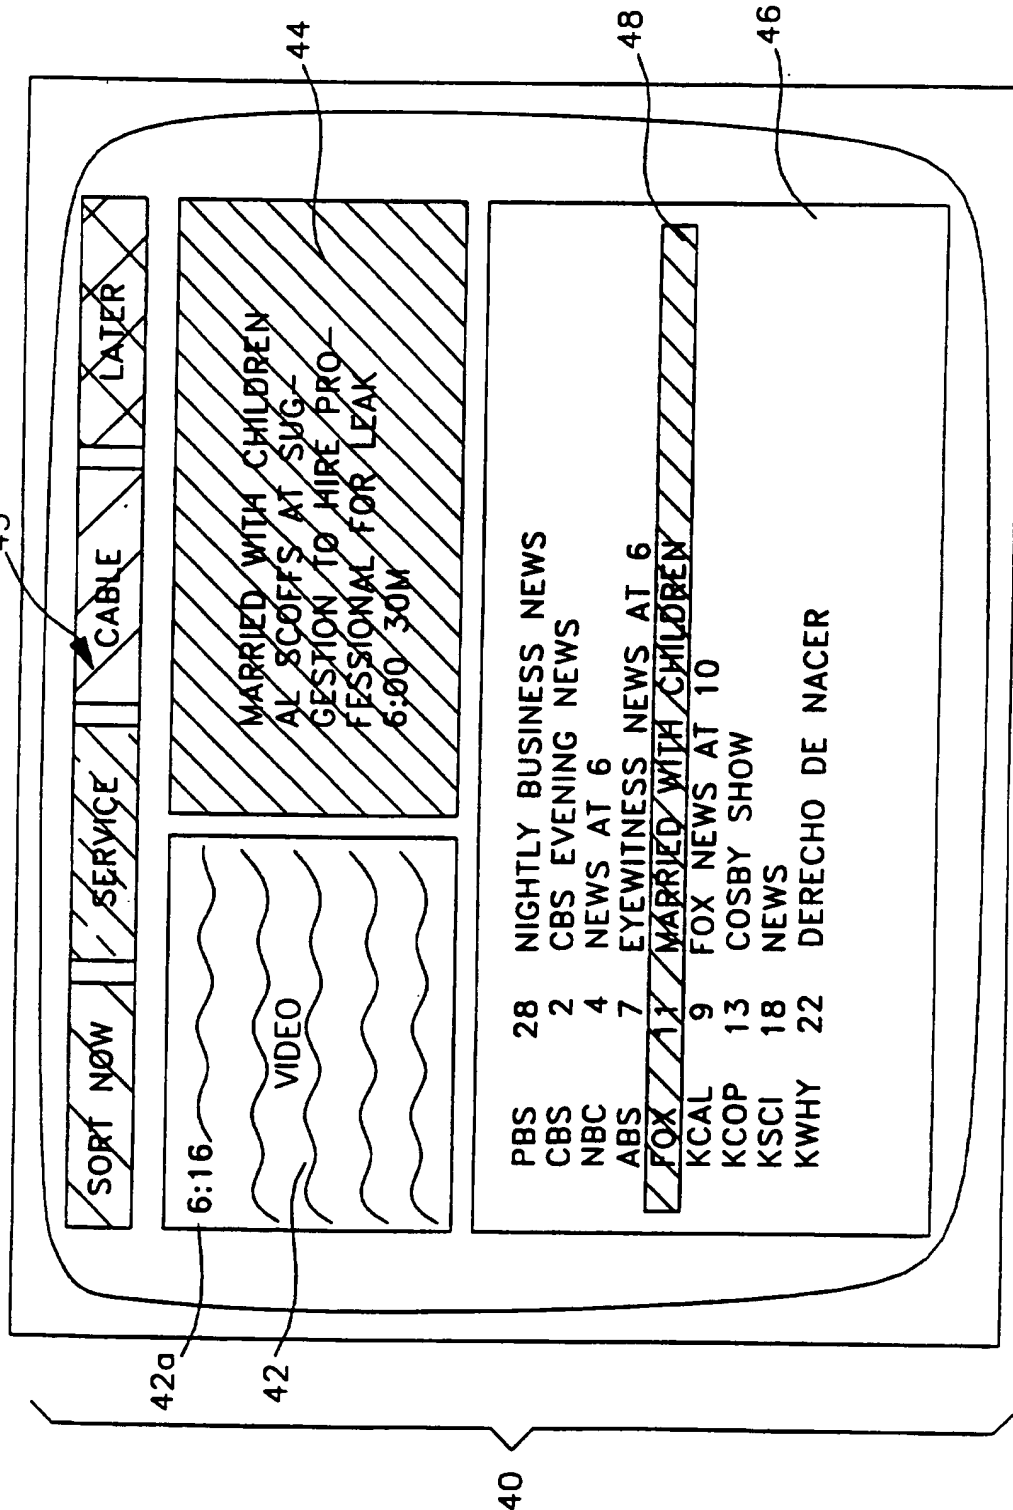 SORT NOW SERVICE CABLE LATER
6:16
VIDEO
MARRIED WITH CHILDREN
AL SCOFFS AT SUG-
GESTION TO HIRE PRO-
FESSIONAL FOR LEAK
6:00 30M
PBS 28 NIGHTLY BUSINESS NEWS
CBS 2 CBS EVENING NEWS
NBC 4 NEWS AT 6
ABS 7 EYEWITNESS NEWS AT 6
FOX 11 MARRIED WITH CHILDREN
KCAL 9 FOX NEWS AT 10
KCOP 13 COSBY SHOW
KSCI 18 NEWS
KWHY 22 DERECHO DE NACER
42a
42
44
48
46
40